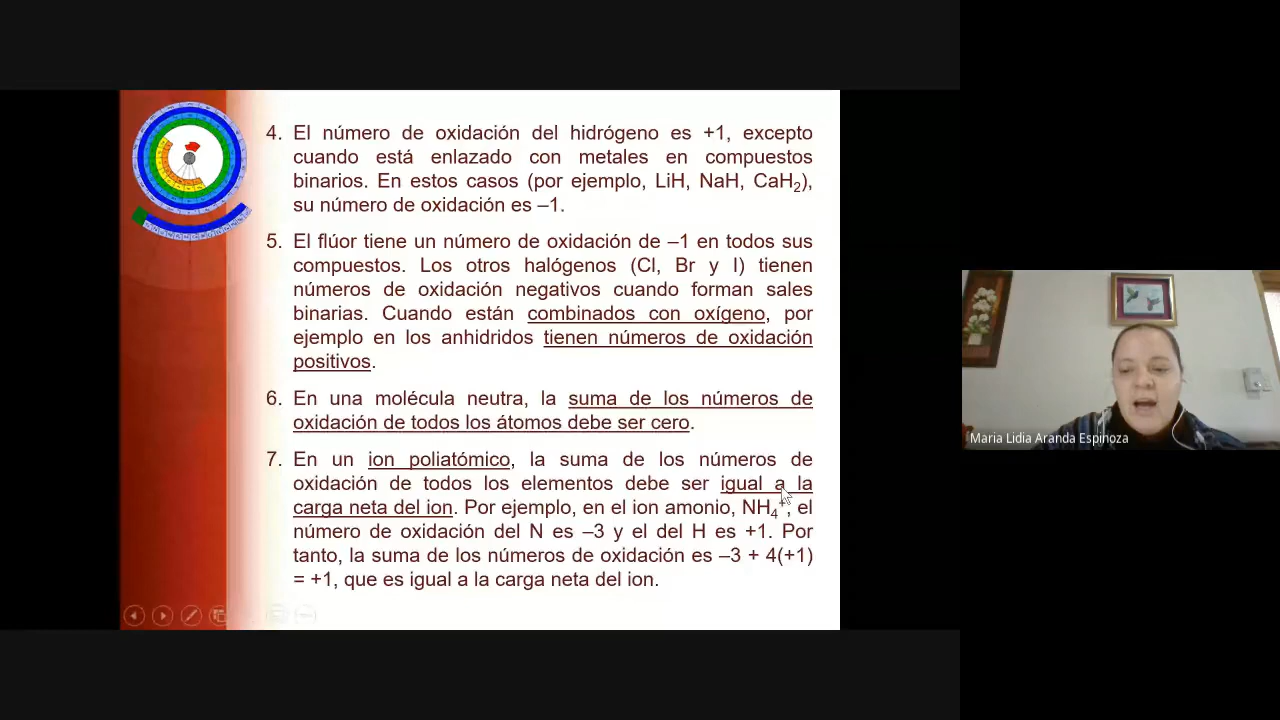 4. El número de oxidación del hidrógeno es +1, excepto
cuando está enlazado con metales en compuestos
binarios. En estos casos (por ejemplo, LiH, NaH, CaH₂),
su número de oxidación es –1.
5. El flúor tiene un número de oxidación de –1 en todos sus
compuestos. Los otros halógenos (Cl, Br y I) tienen
números de oxidación negativos cuando forman sales
binarias. Cuando están combinados con oxígeno, por
ejemplo en los anhidridos tienen números de oxidación
positivos.
6. En una molécula neutra, la suma de los números de
oxidación de todos los átomos debe ser cero.
7. En un ion poliatómico, la suma de los números de
oxidación de todos los elementos debe ser igual a la
carga neta del ion. Por ejemplo, en el ion amonio, NH₄⁺, el
número de oxidación del N es –3 y el del H es +1. Por
tanto, la suma de los números de oxidación es –3 + 4(+1)
= +1, que es igual a la carga neta del ion.
Maria Lidia Aranda Espinoza